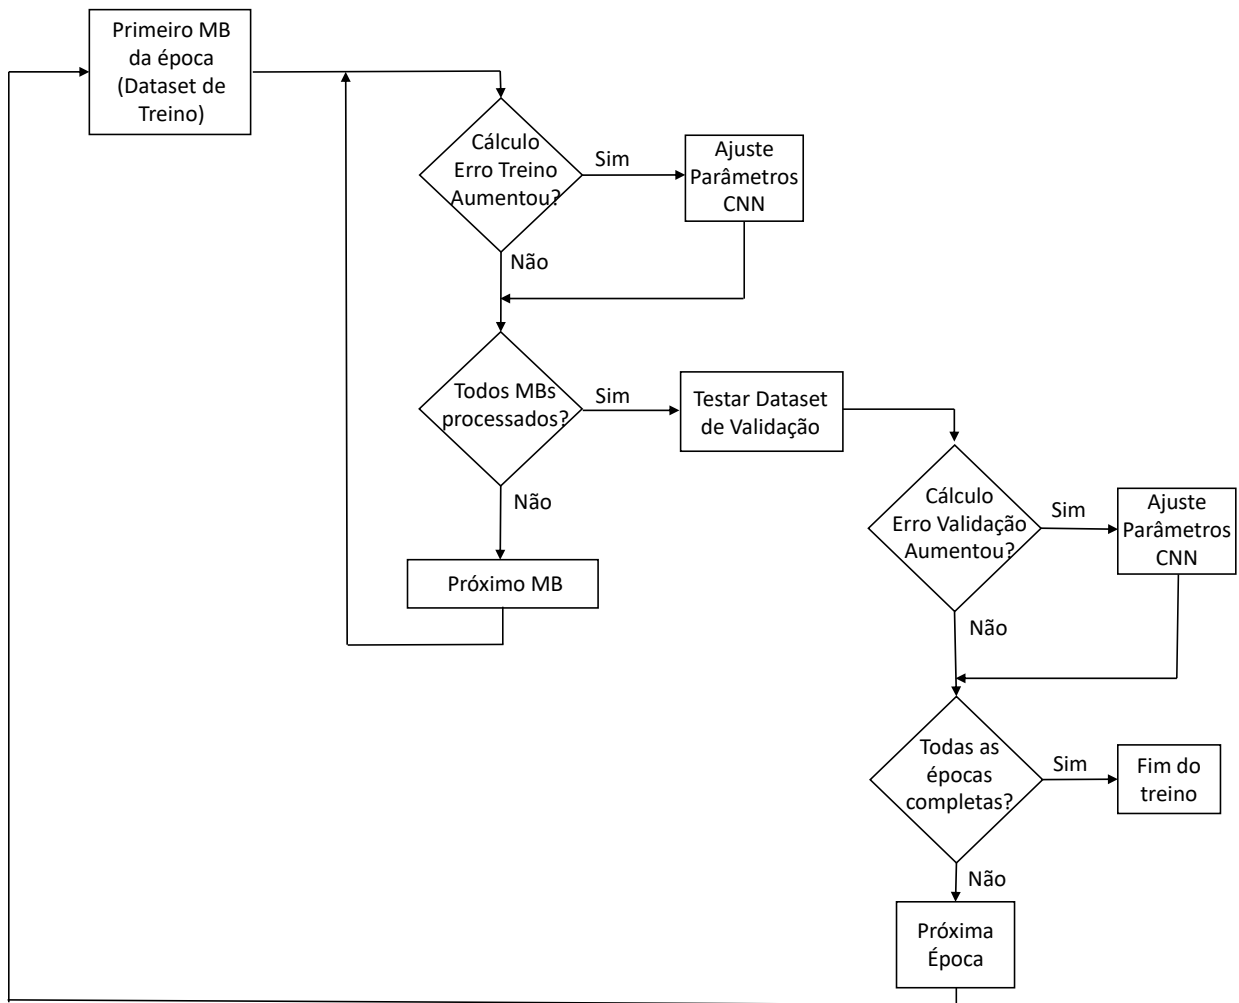 Primeiro MB
da época
(Dataset de
Treino)
Cálculo
Erro Treino
Aumentou?
Sim
Ajuste
Parâmetros
CNN
Não
Todos MBs
processados?
Sim
Testar Dataset
de Validação
Não
Próximo MB
Cálculo
Erro Validação
Aumentou?
Sim
Ajuste
Parâmetros
CNN
Não
Todas as
épocas
completas?
Sim
Fim do
treino
Não
Próxima
Época